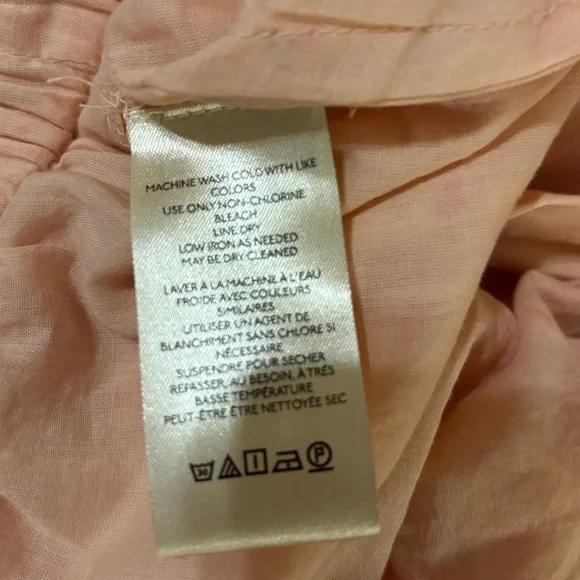 MACHINE WASH COLD WITH LIKE
COLORS
USE ONLY NON-CHLORINE
BLEACH
LINE DRY
LOW IRON AS NEEDED
MAY BE DRY CLEANED
LAVER À LA MACHINE À L'EAU
FROIDE AVEC COULEURS
SIMILAIRES
UTILISER UN AGENT DE
BLANCHIMENT SANS CHLORE SI
NÉCESSAIRE
SUSPENDRE POUR SÉCHER
REPASSER, AU BESOIN, À TRÈS
BASSE TEMPÉRATURE
PEUT-ÊTRE ÊTRE NETTOYÉE SEC
30 P